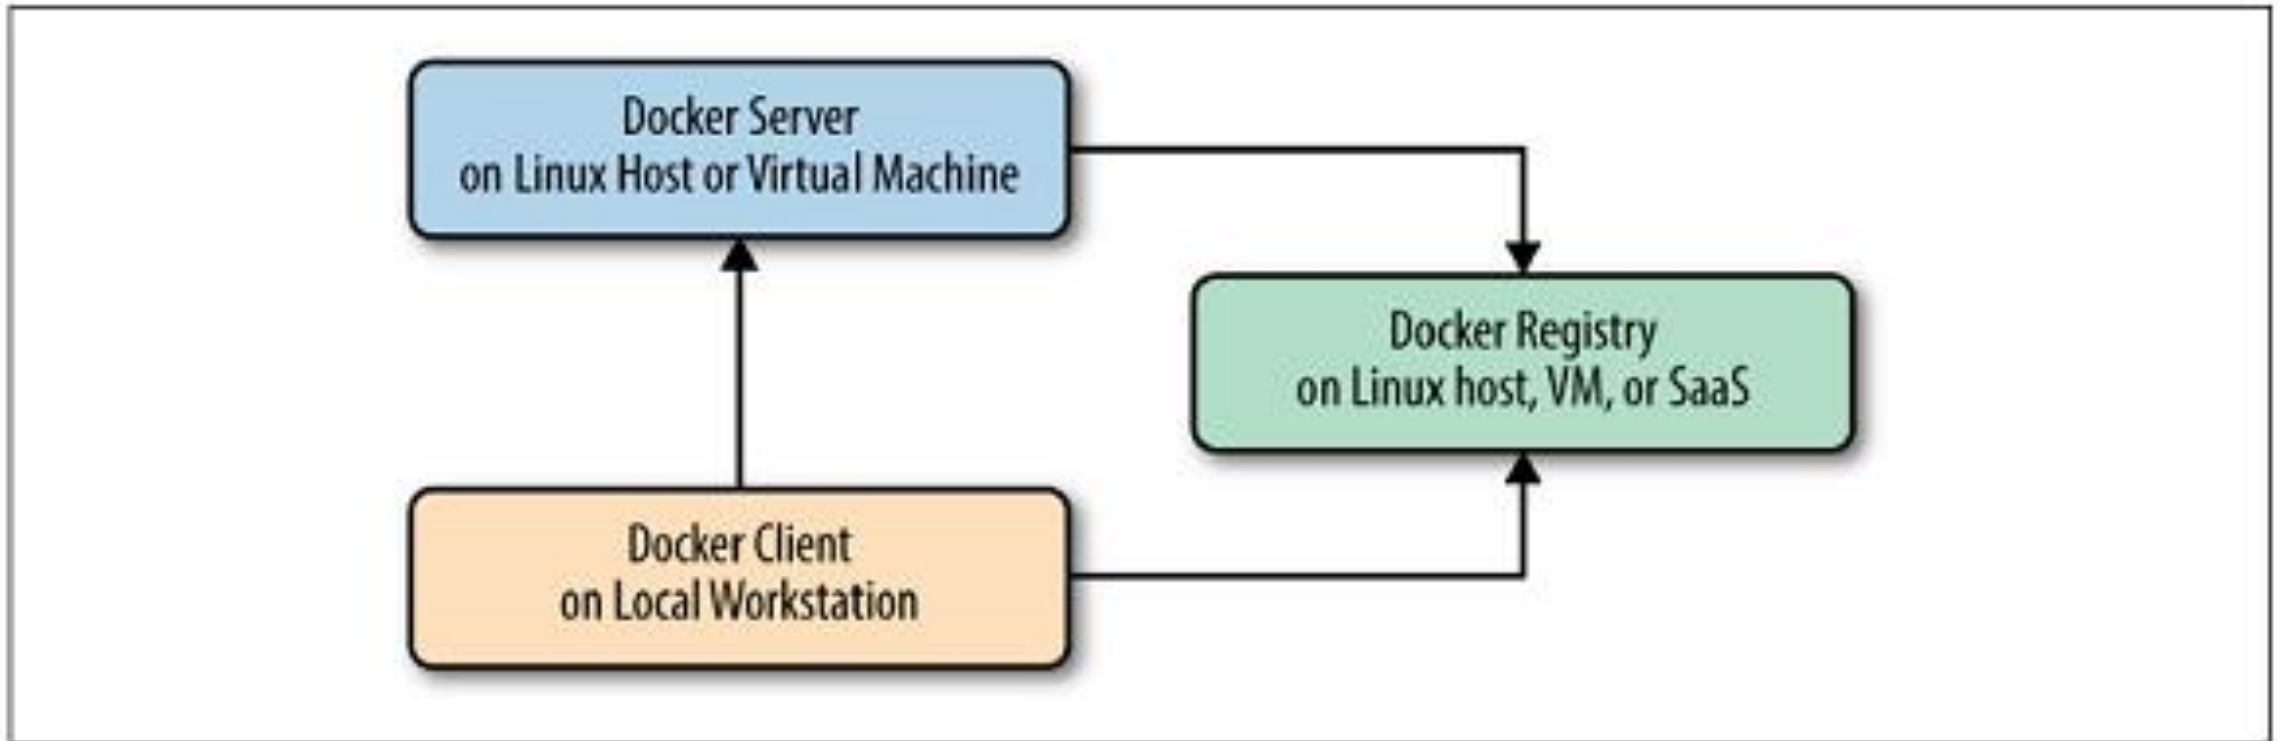 Docker Server
on Linux Host or Virtual Machine
Docker Registry
on Linux host, VM, or SaaS
Docker Client
on Local Workstation